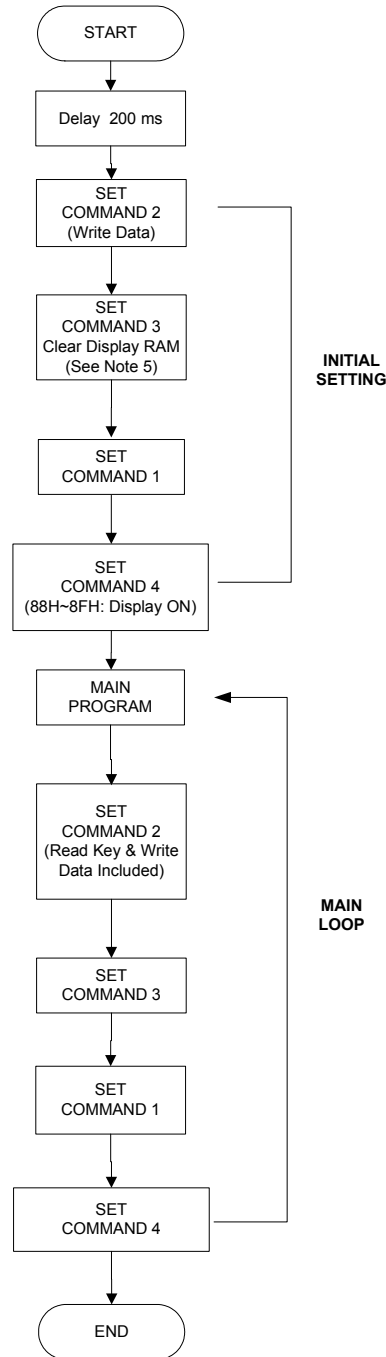 START
Delay 200 ms
SET
COMMAND 2
(Write Data)
SET
COMMAND 3
Clear Display RAM
(See Note 5)
INITIAL
SETTING
SET
COMMAND 1
SET
COMMAND 4
(88H~8FH: Display ON)
MAIN
PROGRAM
SET
COMMAND 2
(Read Key & Write
Data Included)
MAIN
LOOP
SET
COMMAND 3
SET
COMMAND 1
SET
COMMAND 4
END